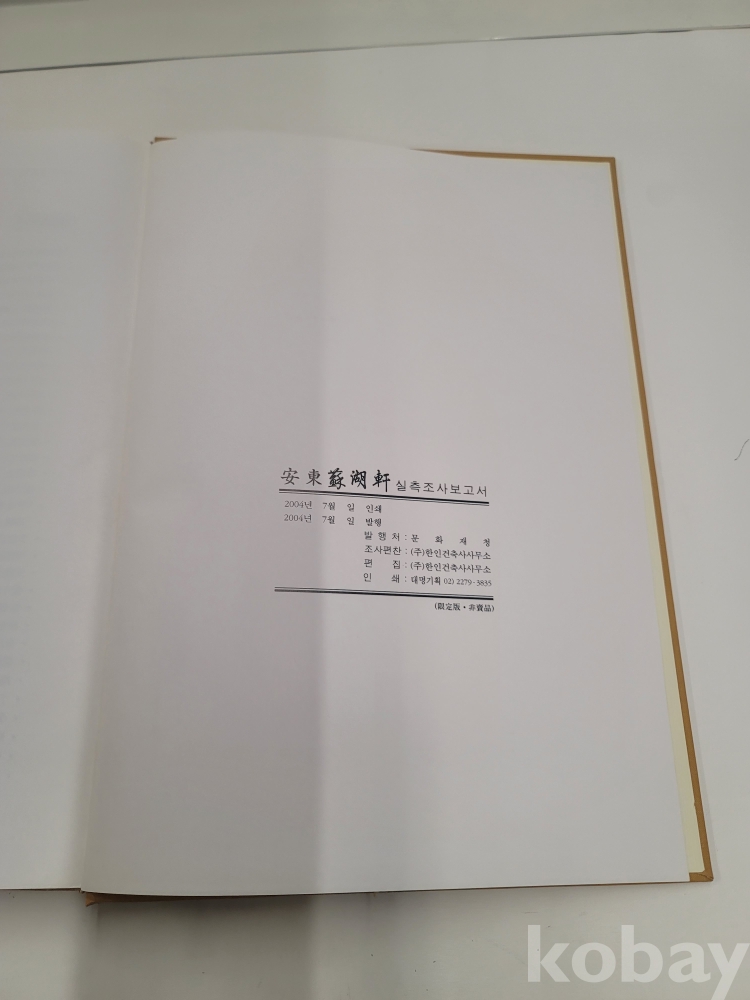 安東蘇湖軒 실측조사보고서
2004년 7월 일 인쇄
2004년 7월 일 발행
발 행 처 : 문 화 재 청
조사편찬 : (주)한인건축사사무소
편 집 : (주)한인건축사사무소
인 쇄 : 대명기획 02) 2279-3835
(限定版·非賣品)
kobay